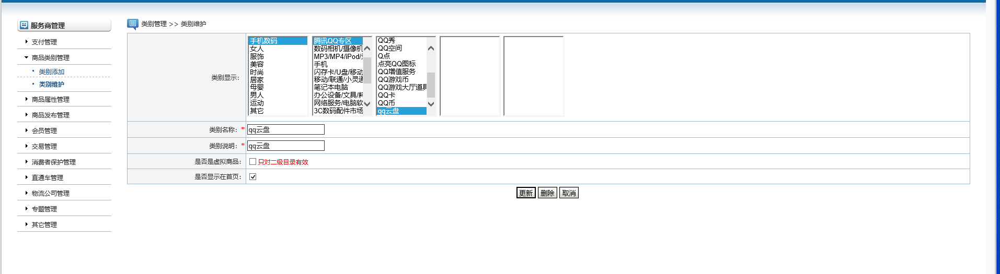 服务商管理
支付管理
商品类别管理
类别添加
类别维护
商品属性管理
商品发布管理
会员管理
交易管理
消费者保护管理
直通车管理
物流公司管理
专题管理
其它管理
类别管理 >> 类别维护
类别显示:
手机数码
女人
服饰
美容
时尚
居家
母婴
男人
运动
其它
腾讯QQ专区
数码相机/摄像机
MP3/MP4/iPod/
手机
闪存卡/U盘/移动
移动/联通/小灵通
笔记本电脑
办公设备/文具/耗
网络服务/电脑软
3C数码配件市场
QQ秀
QQ空间
Q点
点亮QQ图标
QQ增值服务
QQ游戏币
QQ游戏大厅道具
QQ卡
QQ币
qq云盘
类别名称: * qq云盘
类别说明: * qq云盘
是否是虚拟商品: 只对二级目录有效
是否显示在首页:
更新 删除 取消